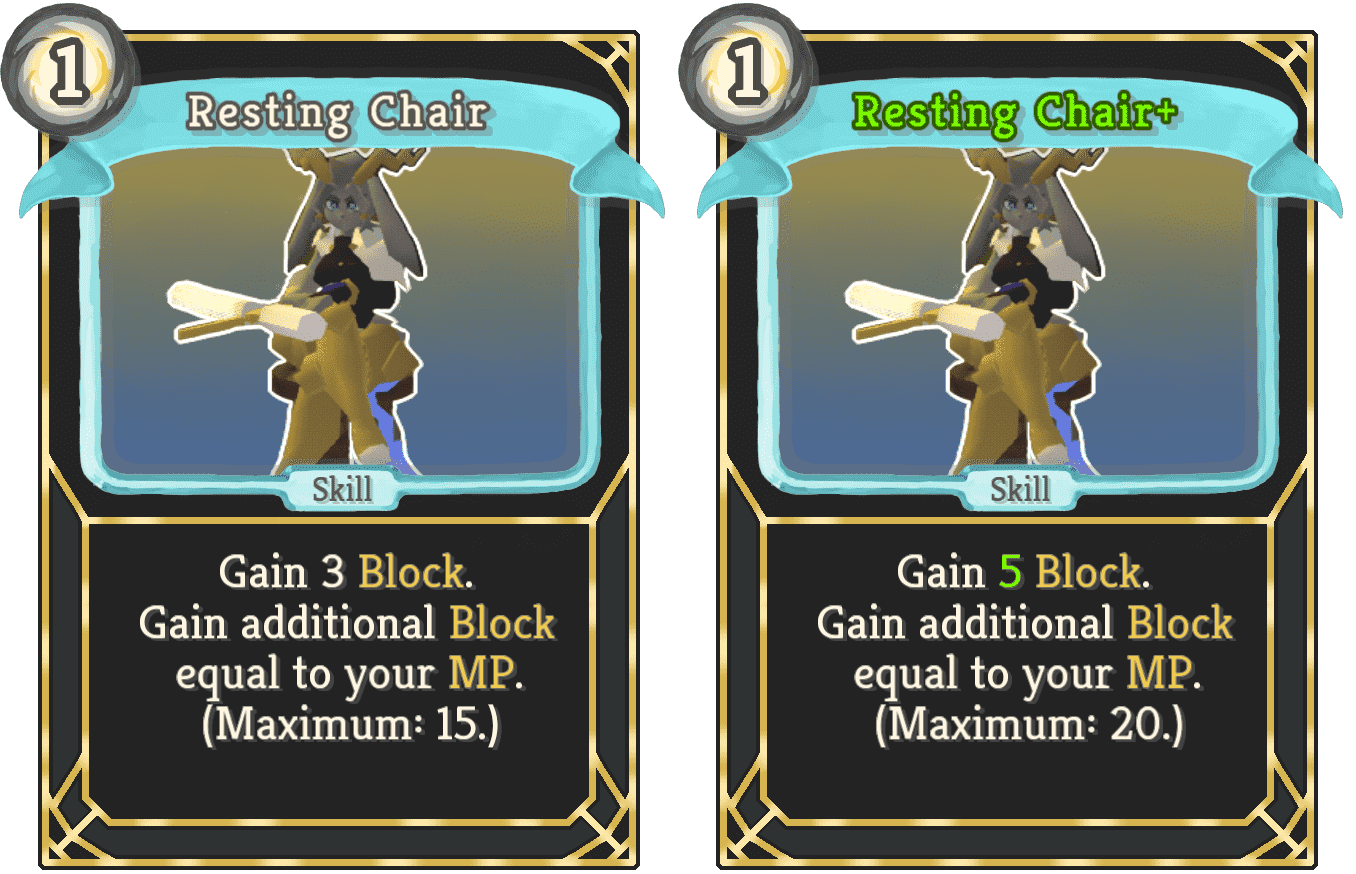 1
Resting Chair
Skill
Gain 3 Block.
Gain additional Block
equal to your MP.
(Maximum: 15.)
1
Resting Chair+
Skill
Gain 5 Block.
Gain additional Block
equal to your MP.
(Maximum: 20.)